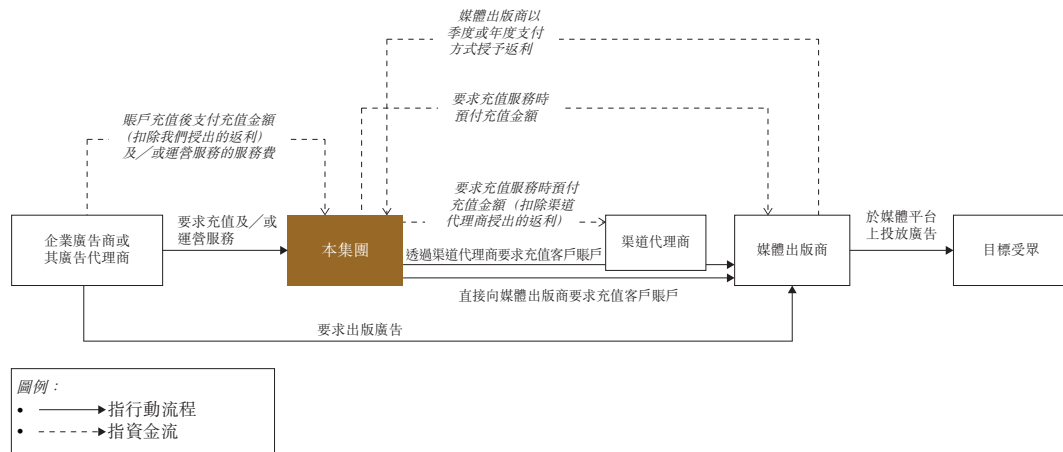 媒體出版商以
季度或年度支付
方式授予返利
要求充值服務時
預付充值金額
賬戶充值後支付充值金額
（扣除我們授出的返利）
及／或運營服務的服務費
要求充值服務時預付
充值金額（扣除渠道
代理商授出的返利）
企業廣告商或
其廣告代理商
要求充值及／或
運營服務
本集團
渠道代理商
媒體出版商
於媒體平台
上投放廣告
目標受眾
透過渠道代理商要求充值客戶賬戶
直接向媒體出版商要求充值客戶賬戶
要求出版廣告
圖例：
• 指行動流程
• 指資金流